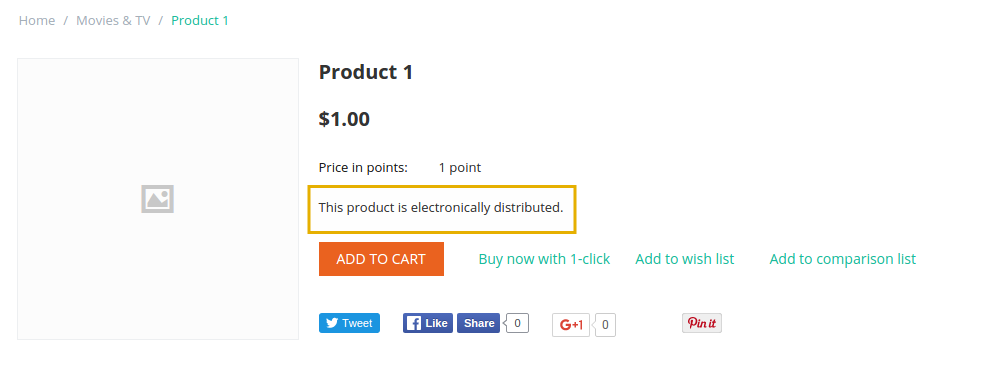 Home / Movies & TV / Product 1
Product 1
$1.00
Price in points: 1 point
This product is electronically distributed.
ADD TO CART Buy now with 1-click Add to wish list Add to comparison list
Tweet Like Share 0 G+1 0 Pin it